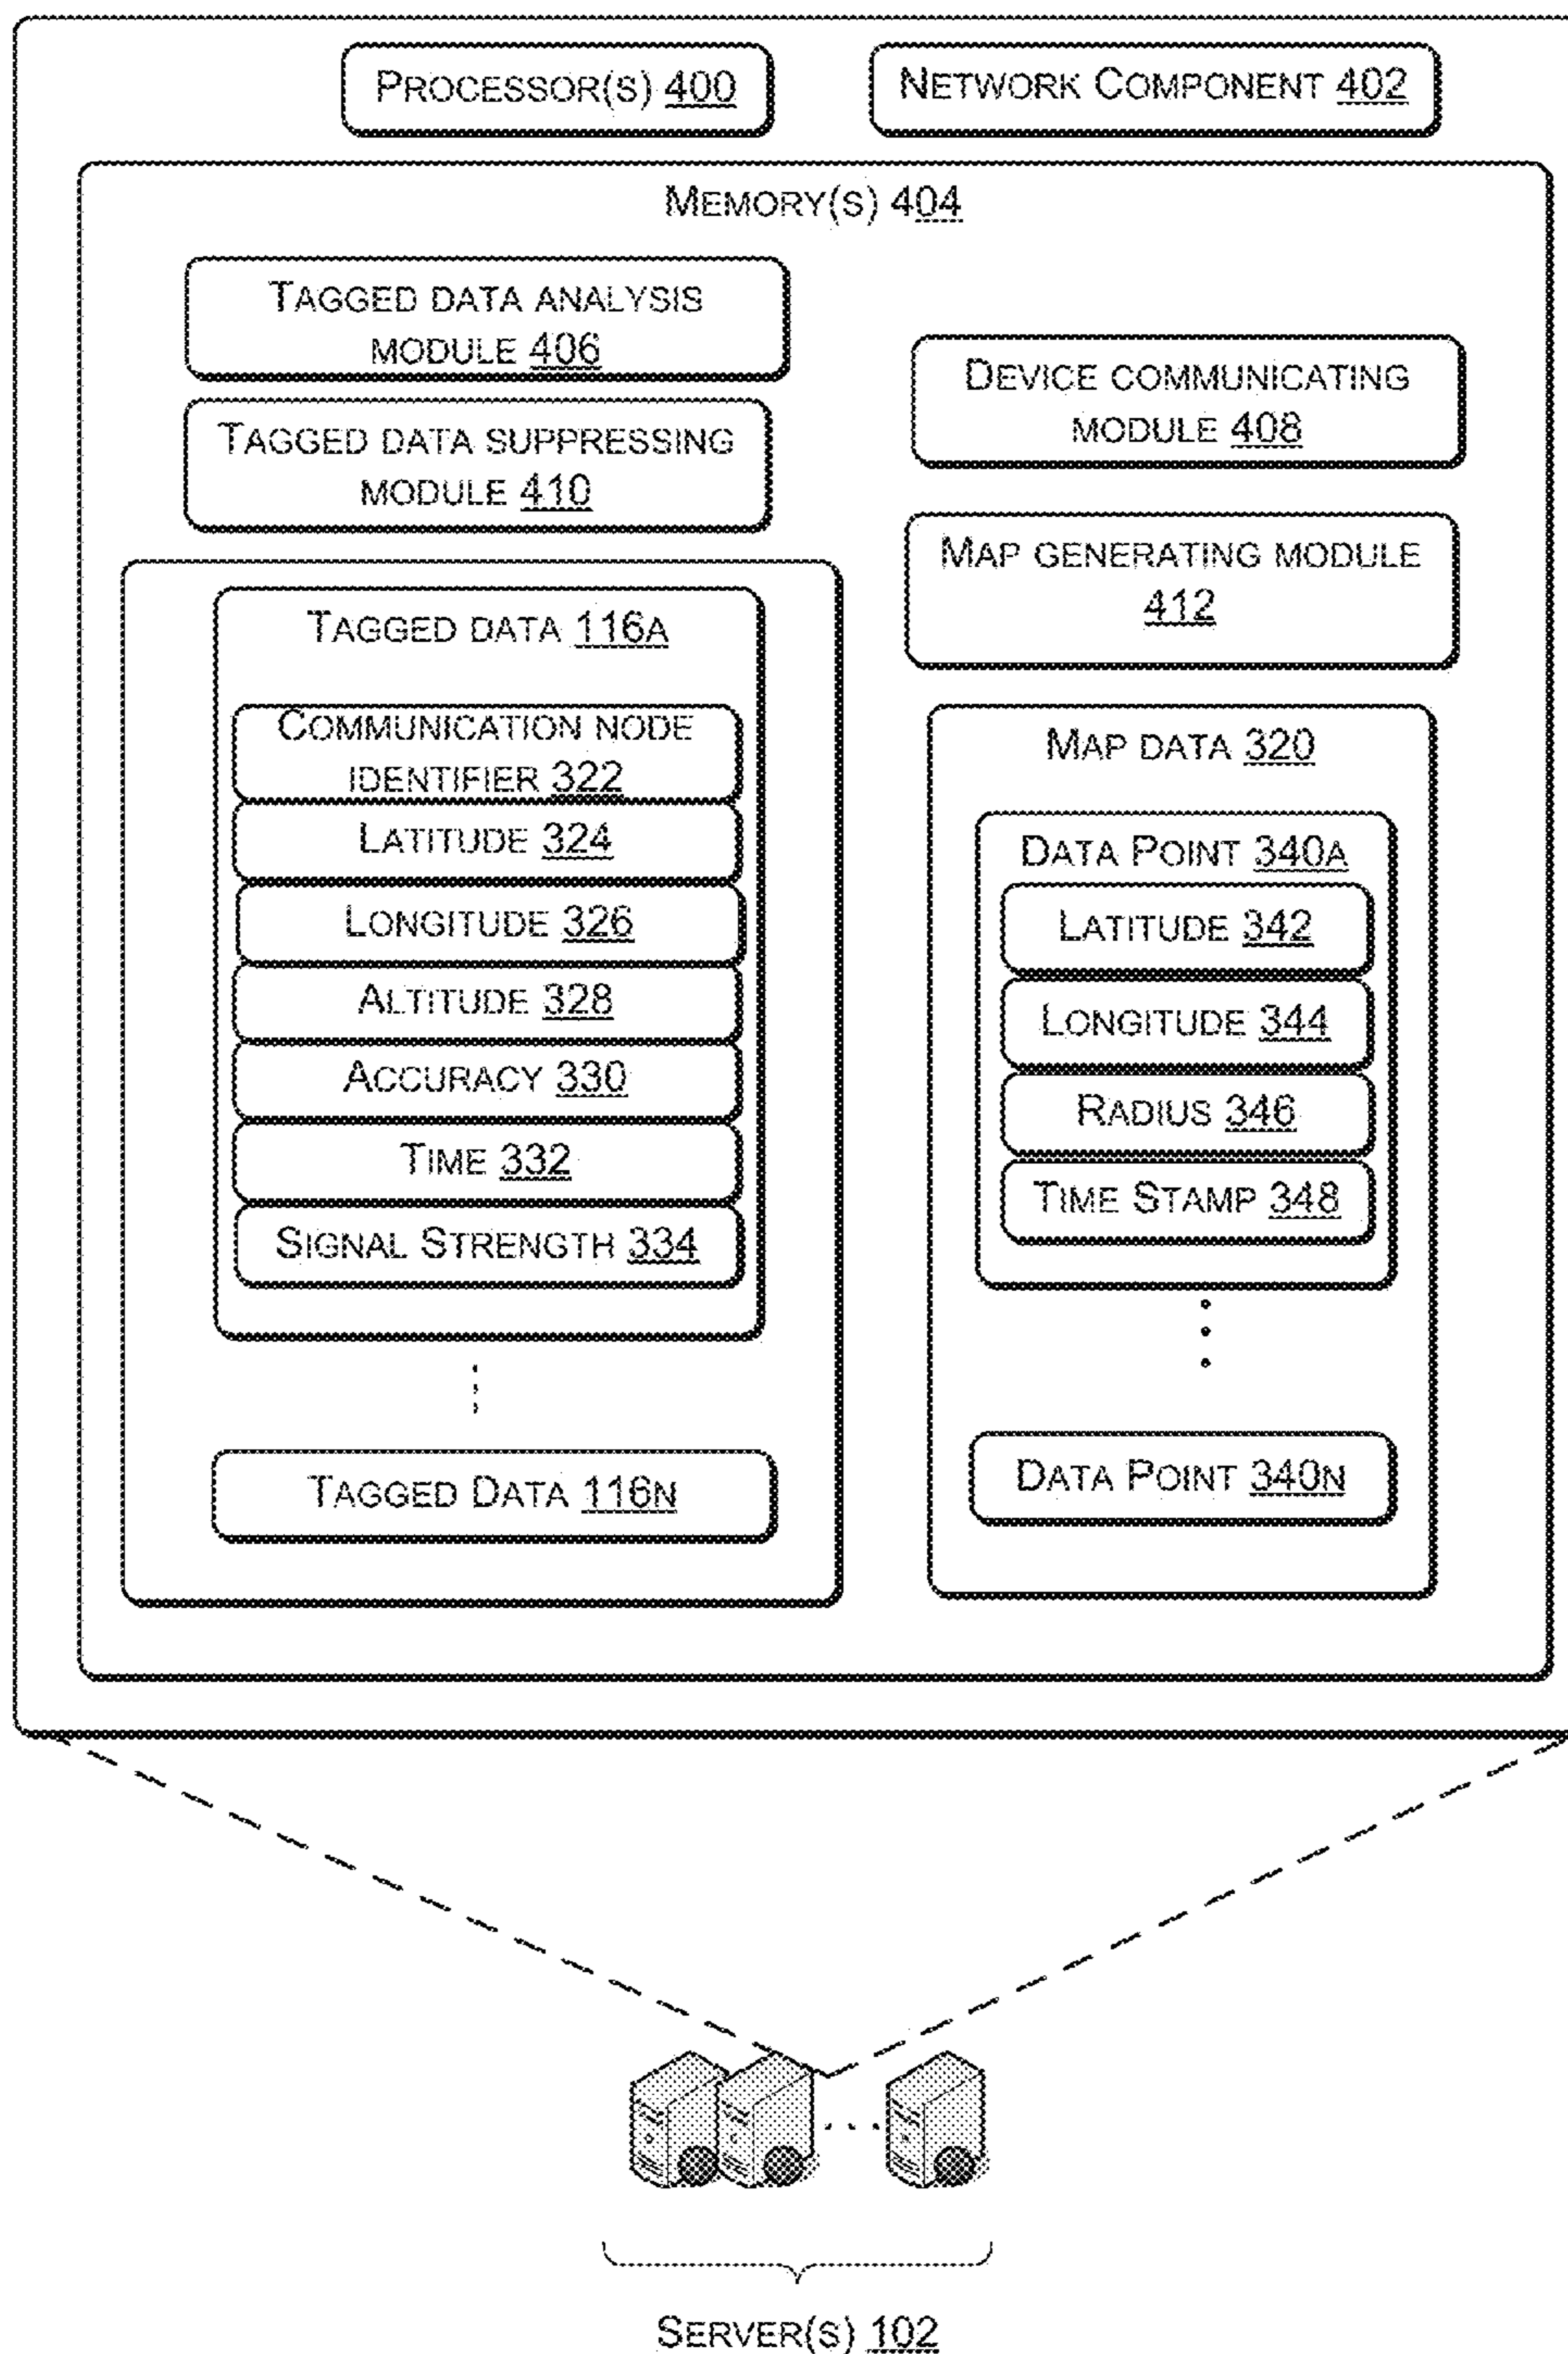 PROCESSOR(S) 400
NETWORK COMPONENT 402
MEMORY(S) 404
TAGGED DATA ANALYSIS
MODULE 406
TAGGED DATA SUPPRESSING
MODULE 410
DEVICE COMMUNICATING
MODULE 408
MAP GENERATING MODULE
412
TAGGED DATA 116A
COMMUNICATION NODE
IDENTIFIER 322
LATITUDE 324
LONGITUDE 326
ALTITUDE 328
ACCURACY 330
TIME 332
SIGNAL STRENGTH 334
TAGGED DATA 116N
MAP DATA 320
DATA POINT 340A
LATITUDE 342
LONGITUDE 344
RADIUS 346
TIME STAMP 348
DATA POINT 340N
SERVER(S) 102